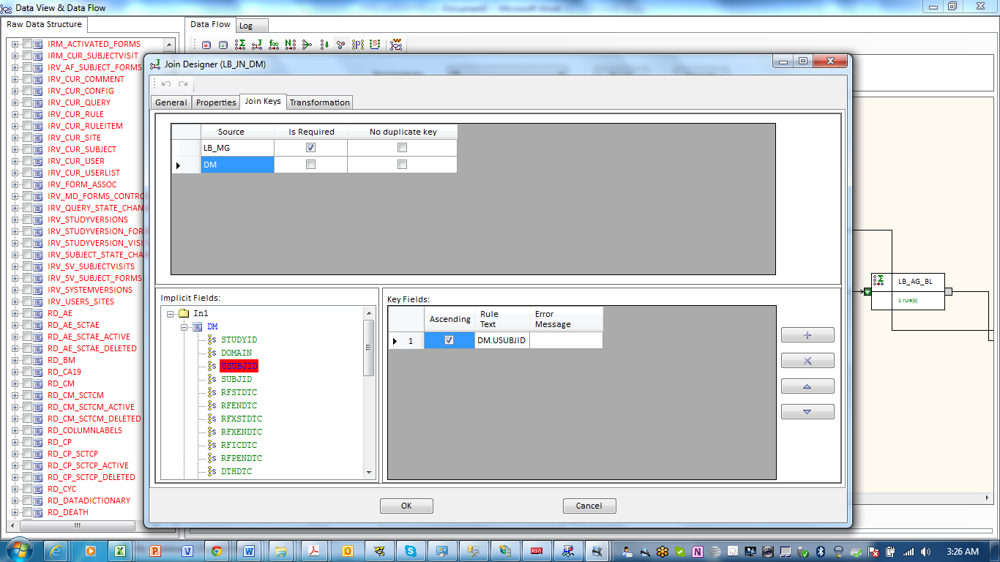 Data View & Data Flow
Raw Data Structure
Data Flow
Log
IRM_ACTIVATED_FORMS
IRM_CUR_SUBJECTVISIT
IRV_AF_SUBJECT_FORMS
IRV_CUR_COMMENT
IRV_CUR_CONFIG
IRV_CUR_QUERY
IRV_CUR_RULE
IRV_CUR_RULEITEM
IRV_CUR_SITE
IRV_CUR_SUBJECT
IRV_CUR_USER
IRV_CUR_USERLIST
IRV_FORM_ASSOC
IRV_MD_FORMS_CONTRO
IRV_QUERY_STATE_CHAN
IRV_STUDYVERSIONS
IRV_STUDYVERSION_FOR
IRV_STUDYVERSION_VISI
IRV_SUBJECT_STATE_CHA
IRV_SV_SUBJECTVISITS
IRV_SV_SUBJECT_FORMS
IRV_SYSTEMVERSIONS
IRV_USERS_SITES
RD_AE
RD_AE_SCTAE
RD_AE_SCTAE_ACTIVE
RD_AE_SCTAE_DELETED
RD_BM
RD_CA19
RD_CM
RD_CM_SCTCM
RD_CM_SCTCM_ACTIVE
RD_CM_SCTCM_DELETED
RD_COLUMNLABELS
RD_CP
RD_CP_SCTCP
RD_CP_SCTCP_ACTIVE
RD_CP_SCTCP_DELETED
RD_CYC
RD_DATADICTIONARY
RD_DEATH
Join Designer (LB_JN_DM)
General Properties Join Keys Transformation
Source Is Required No duplicate key
LB_MG
DM
Implicit Fields:
In1
DM
STUDYID
DOMAIN
USUBJID
SUBJID
RFSTDTC
RFENDTC
RFXSTDTC
RFXENDTC
RFICDTC
RFPENDTC
DTHDTC
Key Fields:
Ascending Rule Text Error Message
1 DM.USUBJID
OK Cancel
LB_AG_BL
1 rule(s)
3:26 AM